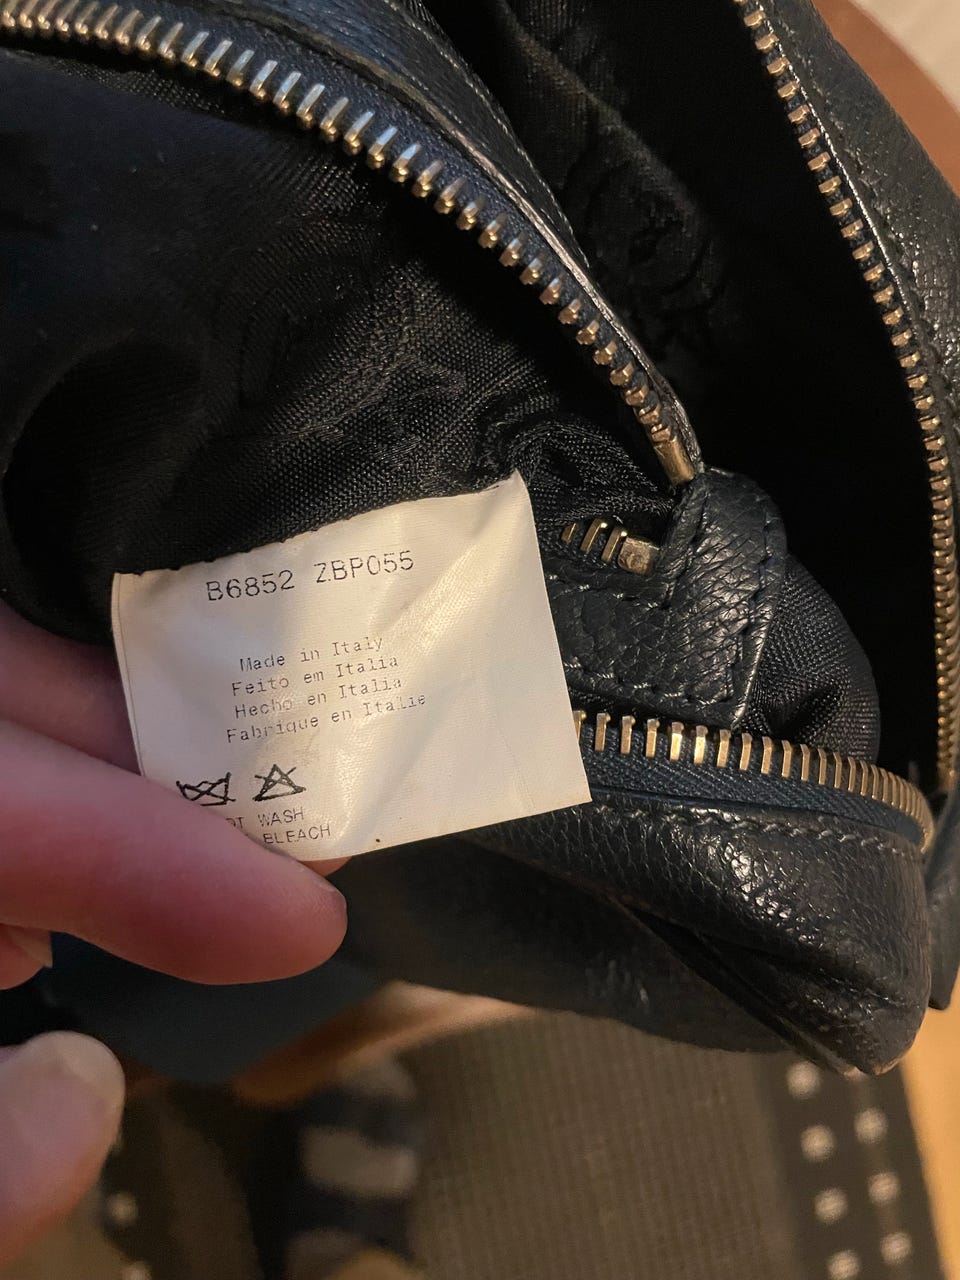 B6852 ZBP055
Made in Italy
Feito em Italia
Hecho en Italia
Fabrique en Italie
WASH
BLEACH